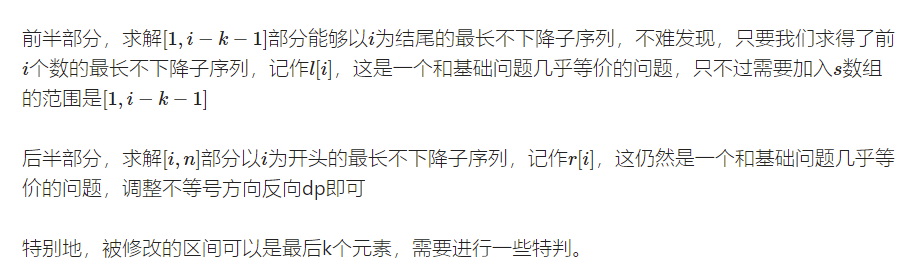 前半部分，求解[1, i − k − 1]部分能够以i为结尾的最长不下降子序列，不难发现，只要我们求得了前
i个数的最长不下降子序列，记作l[i]，这是一个和基础问题几乎等价的问题，只不过需要加入s数组
的范围是[1, i − k − 1]
后半部分，求解[i, n]部分以i为开头的最长不下降子序列，记作r[i]，这仍然是一个和基础问题几乎等
价的问题，调整不等号方向反向dp即可
特别地，被修改的区间可以是最后k个元素，需要进行一些特判。